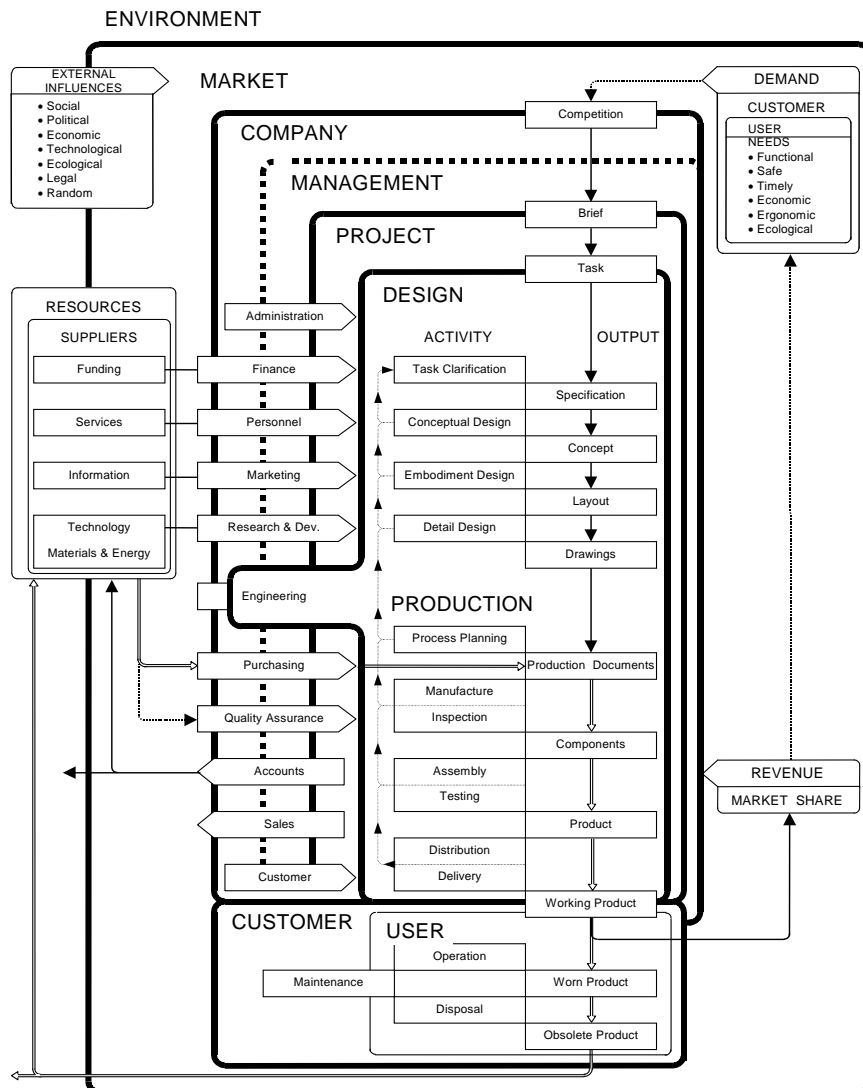 ENVIRONMENT
EXTERNAL
INFLUENCES
• Social
• Political
• Economic
• Technological
• Ecological
• Legal
• Random
MARKET
DEMAND
CUSTOMER
USER
NEEDS
• Functional
• Safe
• Timely
• Economic
• Ergonomic
• Ecological
Competition
COMPANY
MANAGEMENT
Brief
PROJECT
Task
DESIGN
RESOURCES
SUPPLIERS
Funding
Services
Information
Technology
Materials & Energy
Administration
Finance
Personnel
Marketing
Research & Dev.
Engineering
Purchasing
Quality Assurance
Accounts
Sales
Customer
ACTIVITY
OUTPUT
Task Clarification
Specification
Conceptual Design
Concept
Embodiment Design
Layout
Detail Design
Drawings
PRODUCTION
Process Planning
Production Documents
Manufacture
Inspection
Components
Assembly
Testing
Product
Distribution
Delivery
Working Product
REVENUE
MARKET SHARE
CUSTOMER
USER
Operation
Maintenance
Worn Product
Disposal
Obsolete Product